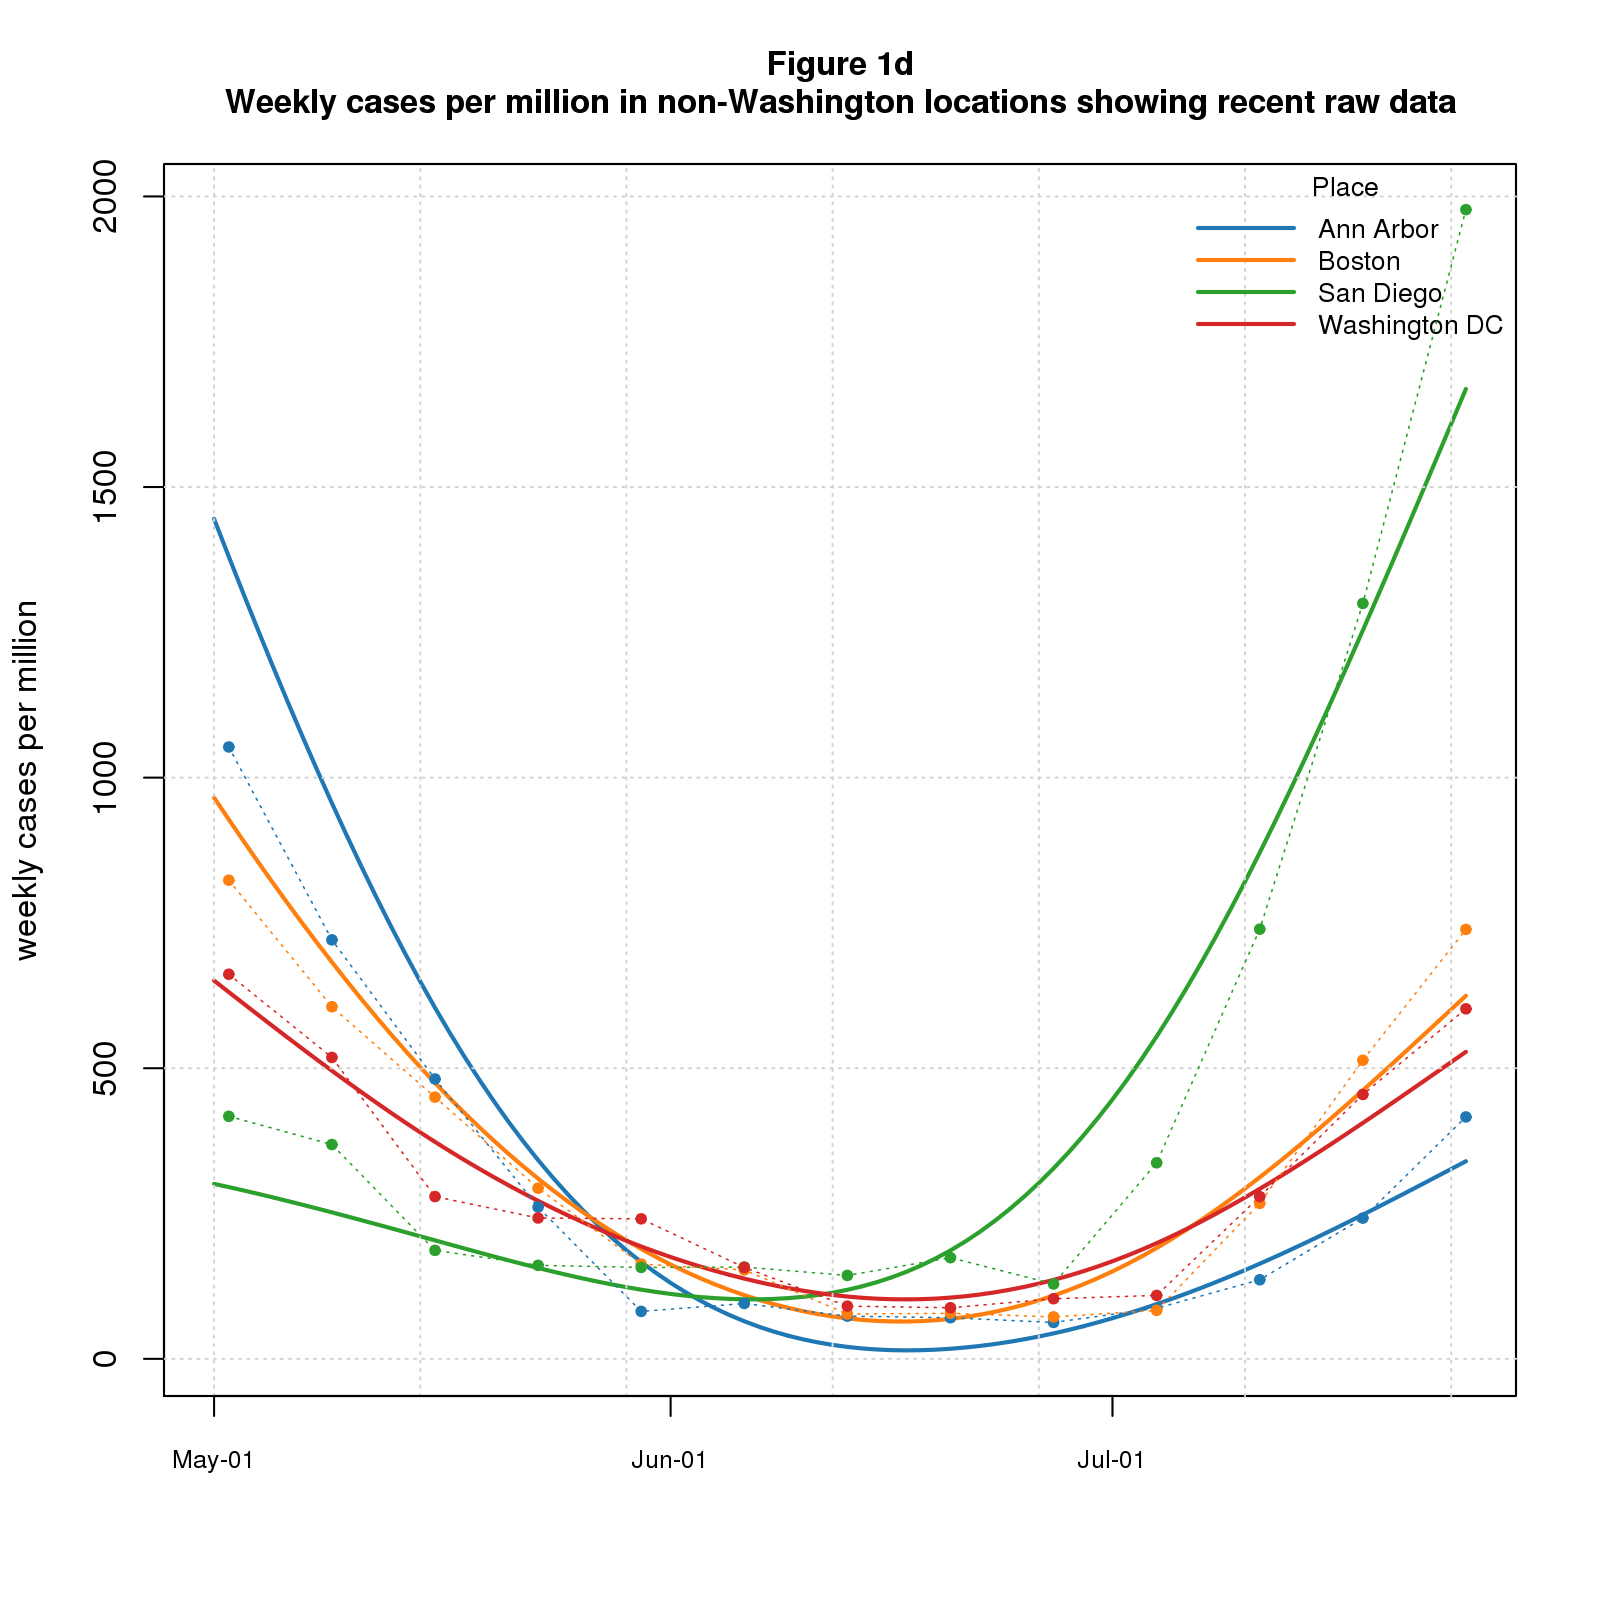 Figure 1d
Weekly cases per million in non-Washington locations showing recent raw data
weekly cases per million
2000
1500
1000
500
0
Place
Ann Arbor
Boston
San Diego
Washington DC
May-01
Jun-01
Jul-01